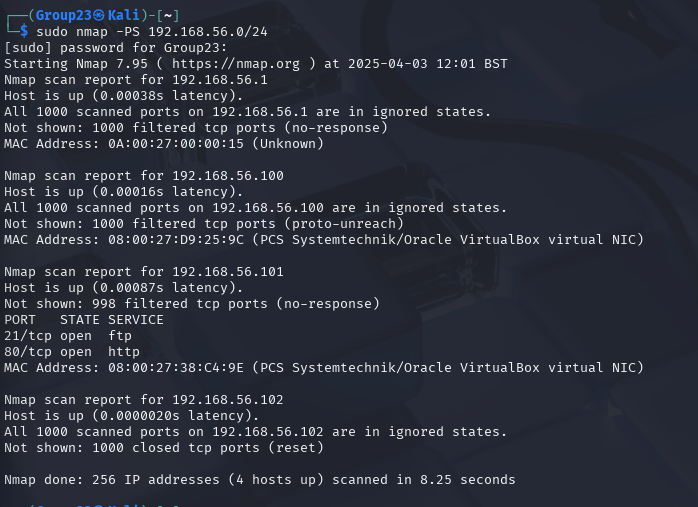 ┌──(Group23㉿Kali)-[~]
└─$ sudo nmap -PS 192.168.56.0/24
[sudo] password for Group23:
Starting Nmap 7.95 ( https://nmap.org ) at 2025-04-03 12:01 BST
Nmap scan report for 192.168.56.1
Host is up (0.00038s latency).
All 1000 scanned ports on 192.168.56.1 are in ignored states.
Not shown: 1000 filtered tcp ports (no-response)
MAC Address: 0A:00:27:00:00:15 (Unknown)

Nmap scan report for 192.168.56.100
Host is up (0.00016s latency).
All 1000 scanned ports on 192.168.56.100 are in ignored states.
Not shown: 1000 filtered tcp ports (proto-unreach)
MAC Address: 08:00:27:D9:25:9C (PCS Systemtechnik/Oracle VirtualBox virtual NIC)

Nmap scan report for 192.168.56.101
Host is up (0.00087s latency).
Not shown: 998 filtered tcp ports (no-response)
PORT   STATE SERVICE
21/tcp open  ftp
80/tcp open  http
MAC Address: 08:00:27:38:C4:9E (PCS Systemtechnik/Oracle VirtualBox virtual NIC)

Nmap scan report for 192.168.56.102
Host is up (0.0000020s latency).
All 1000 scanned ports on 192.168.56.102 are in ignored states.
Not shown: 1000 closed tcp ports (reset)

Nmap done: 256 IP addresses (4 hosts up) scanned in 8.25 seconds